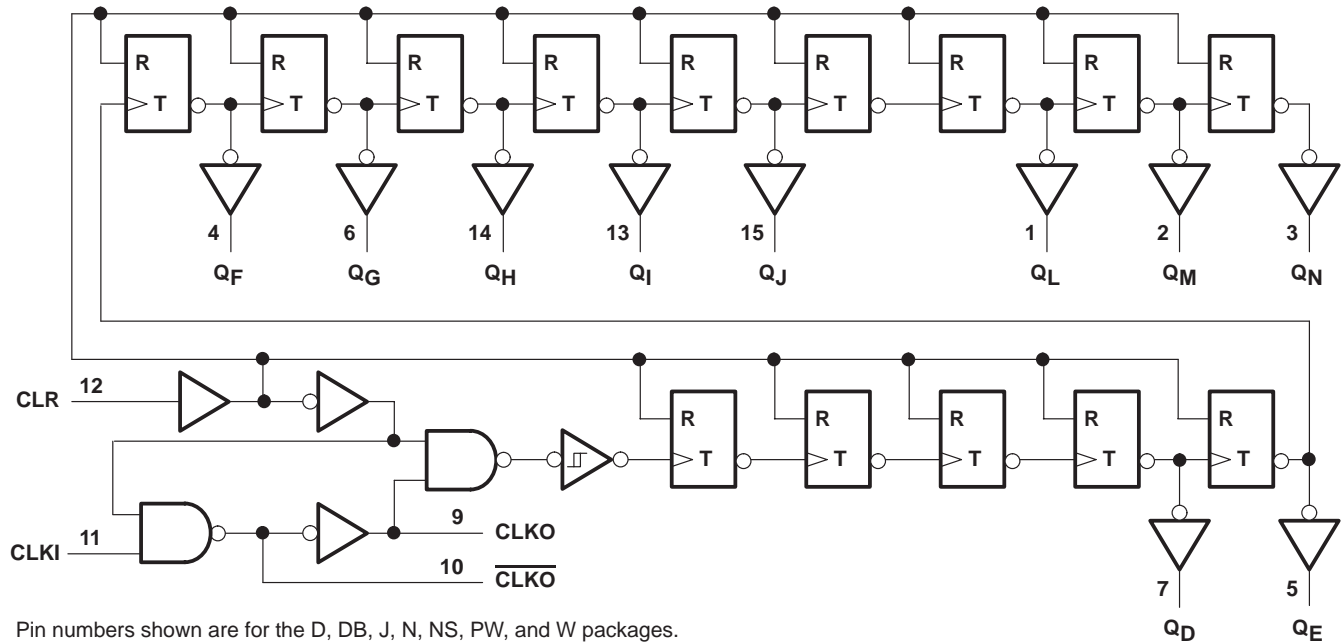 R R R R R R R R R
T T T T T T T T T
4 6 14 13 15 1 2 3
QF QG QH QI QJ QL QM QN
CLR 12
R R R R R
T T T T T
CLKI 11
9 CLKO
10 CLKO
7 5
QD QE
Pin numbers shown are for the D, DB, J, N, NS, PW, and W packages.